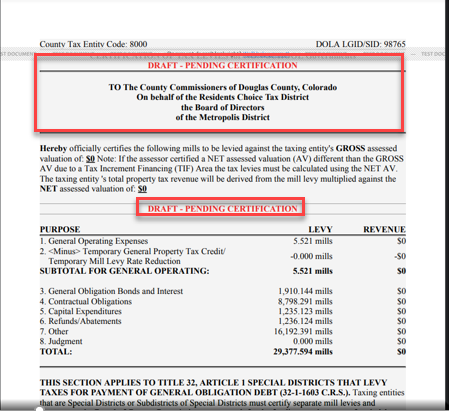 County Tax Entity Code: 8000 DOLA LGID/SID: 98765
DRAFT - PENDING CERTIFICATION
TO The County Commissioners of Douglas County, Colorado
On behalf of the Residents Choice Tax District
the Board of Directors
of the Metropolis District
Hereby officially certifies the following mills to be levied against the taxing entity's GROSS assessed
valuation of: $0 Note: If the assessor certified a NET assessed valuation (AV) different than the GROSS
AV due to a Tax Increment Financing (TIF) Area the tax levies must be calculated using the NET AV.
The taxing entity 's total property tax revenue will be derived from the mill levy multiplied against the
NET assessed valuation of: $0
DRAFT - PENDING CERTIFICATION
PURPOSE LEVY REVENUE
1. General Operating Expenses 5.521 mills $0
2. <Minus> Temporary General Property Tax Credit/
Temporary Mill Levy Rate Reduction -0.000 mills -$0
SUBTOTAL FOR GENERAL OPERATING: 5.521 mills $0
3. General Obligation Bonds and Interest 1,910.144 mills $0
4. Contractual Obligations 8,798.291 mills $0
5. Capital Expenditures 1,235.123 mills $0
6. Refunds/Abatements 1,236.124 mills $0
7. Other 16,192.391 mills $0
8. Judgment 0.000 mills $0
TOTAL: 29,377.594 mills $0
THIS SECTION APPLIES TO TITLE 32, ARTICLE 1 SPECIAL DISTRICTS THAT LEVY
TAXES FOR PAYMENT OF GENERAL OBLIGATION DEBT (32-1-1603 C.R.S.). Taxing entities
that are Special Districts or Subdistricts of Special Districts must certify separate mill levies and